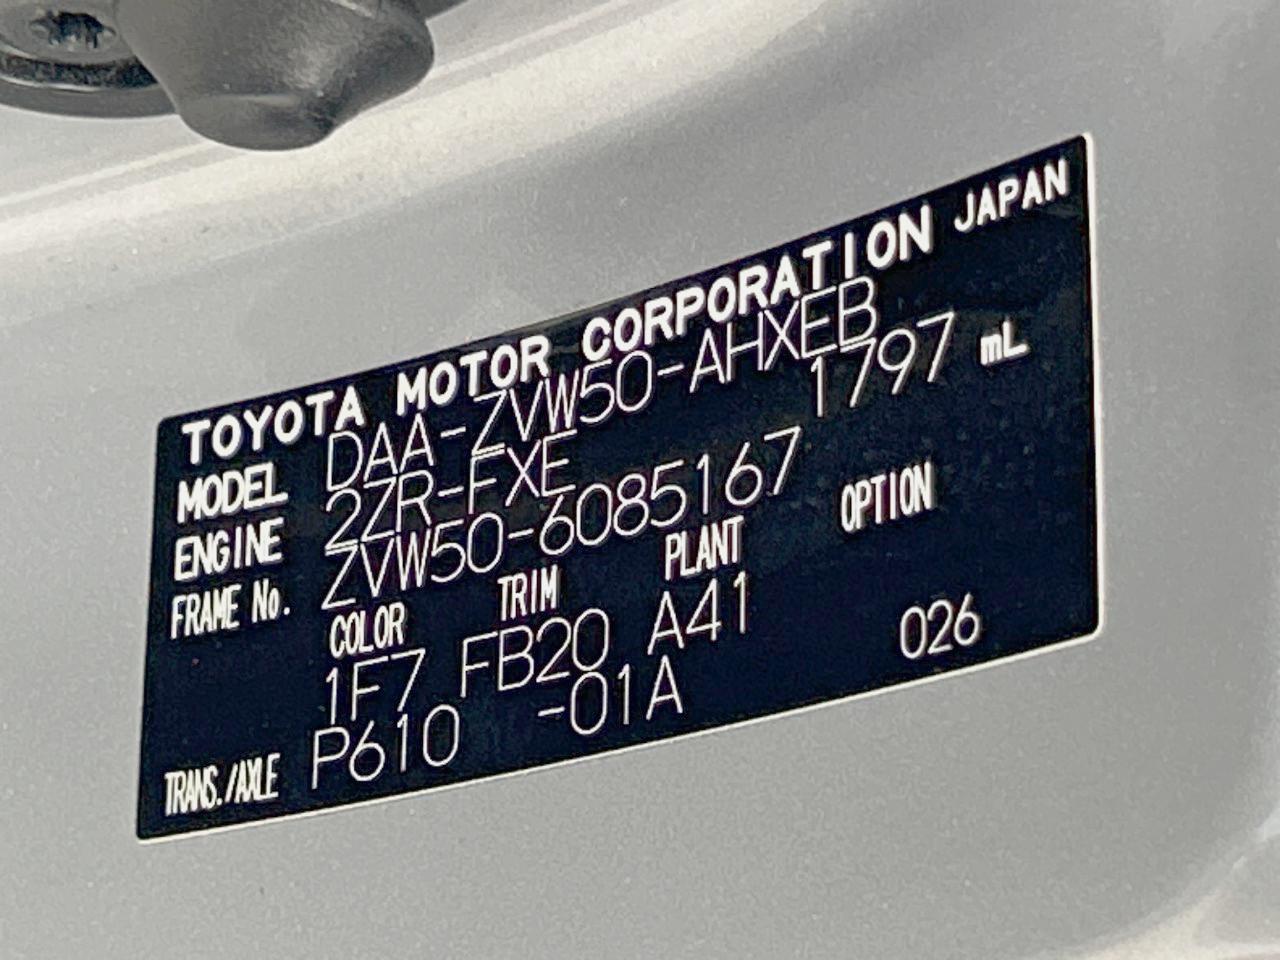 TOYOTA MOTOR CORPORATION JAPAN
MODEL DAA-ZVW50-AHXEB
ENGINE 2ZR-FXE 1797 mL
FRAME No. ZVW50-6085167
COLOR TRIM PLANT OPTION
1F7 FB20 A41
TRANS./AXLE P610 -01A 026